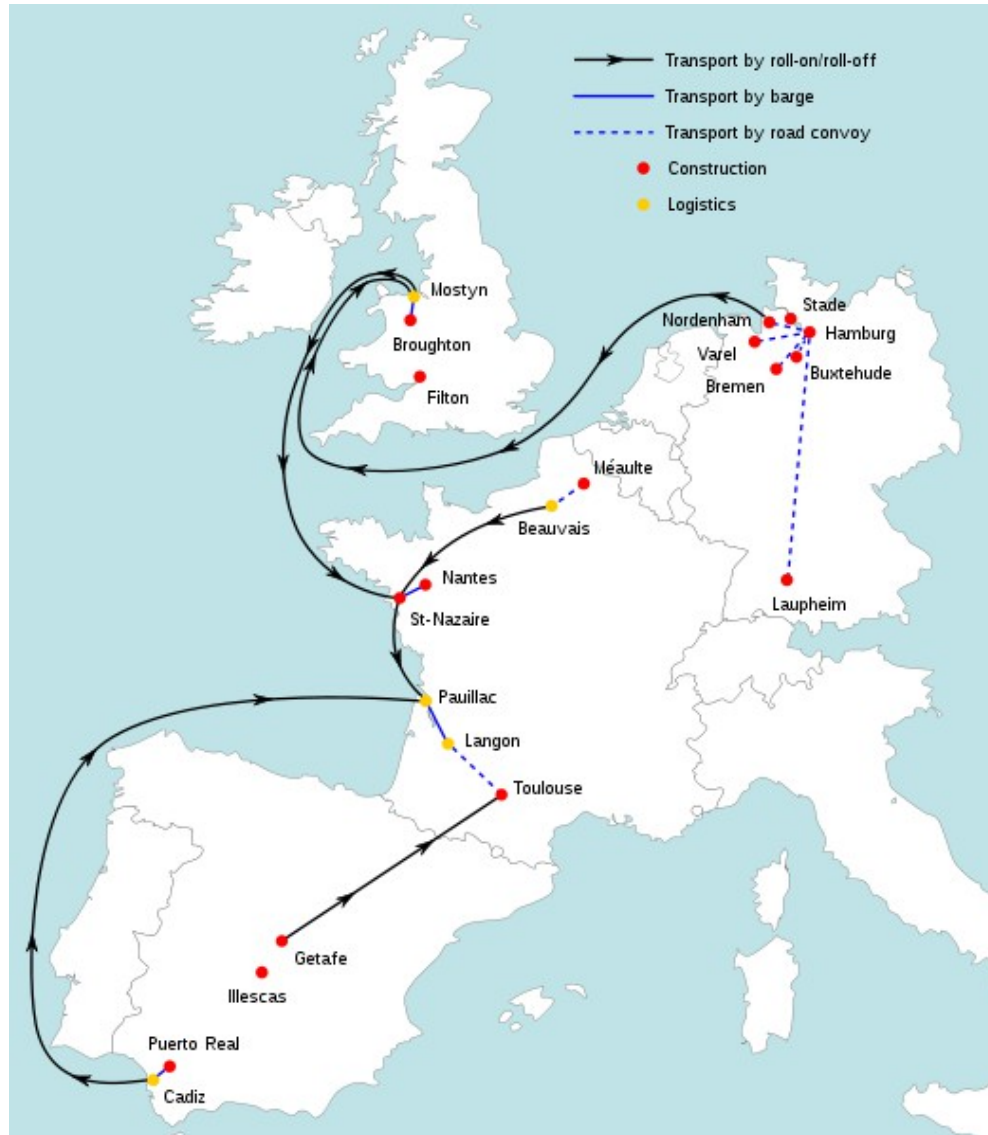 Transport by roll-on/roll-off
Transport by barge
Transport by road convoy
Construction
Logistics
Mostyn
Broughton
Filton
Stade
Nordenham
Hamburg
Varel
Bremen
Buxtehude
Méaulte
Beauvais
Nantes
St-Nazaire
Laupheim
Pauillac
Langon
Toulouse
Getafe
Illescas
Puerto Real
Cadiz